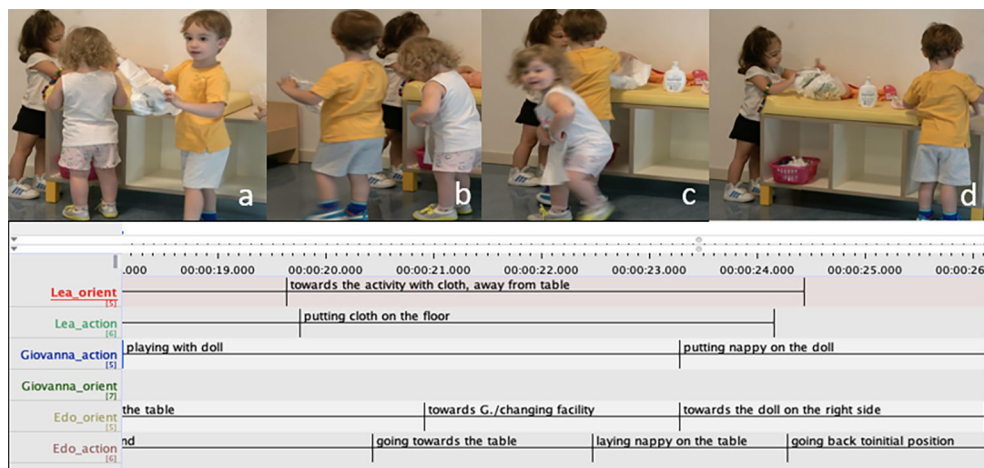 a b c d
.000 00:00:19.000 00:00:20.000 00:00:21.000 00:00:22.000 00:00:23.000 00:00:24.000 00:00:25.000 00:00:26
Lea_orient [5] towards the activity with cloth, away from table
Lea_action [6] putting cloth on the floor
Giovanna_action [5] playing with doll putting nappy on the doll
Giovanna_orient [7]
Edo_orient [5] the table towards G./changing facility towards the doll on the right side
Edo_action [6] nd going towards the table laying nappy on the table going back toinitial position